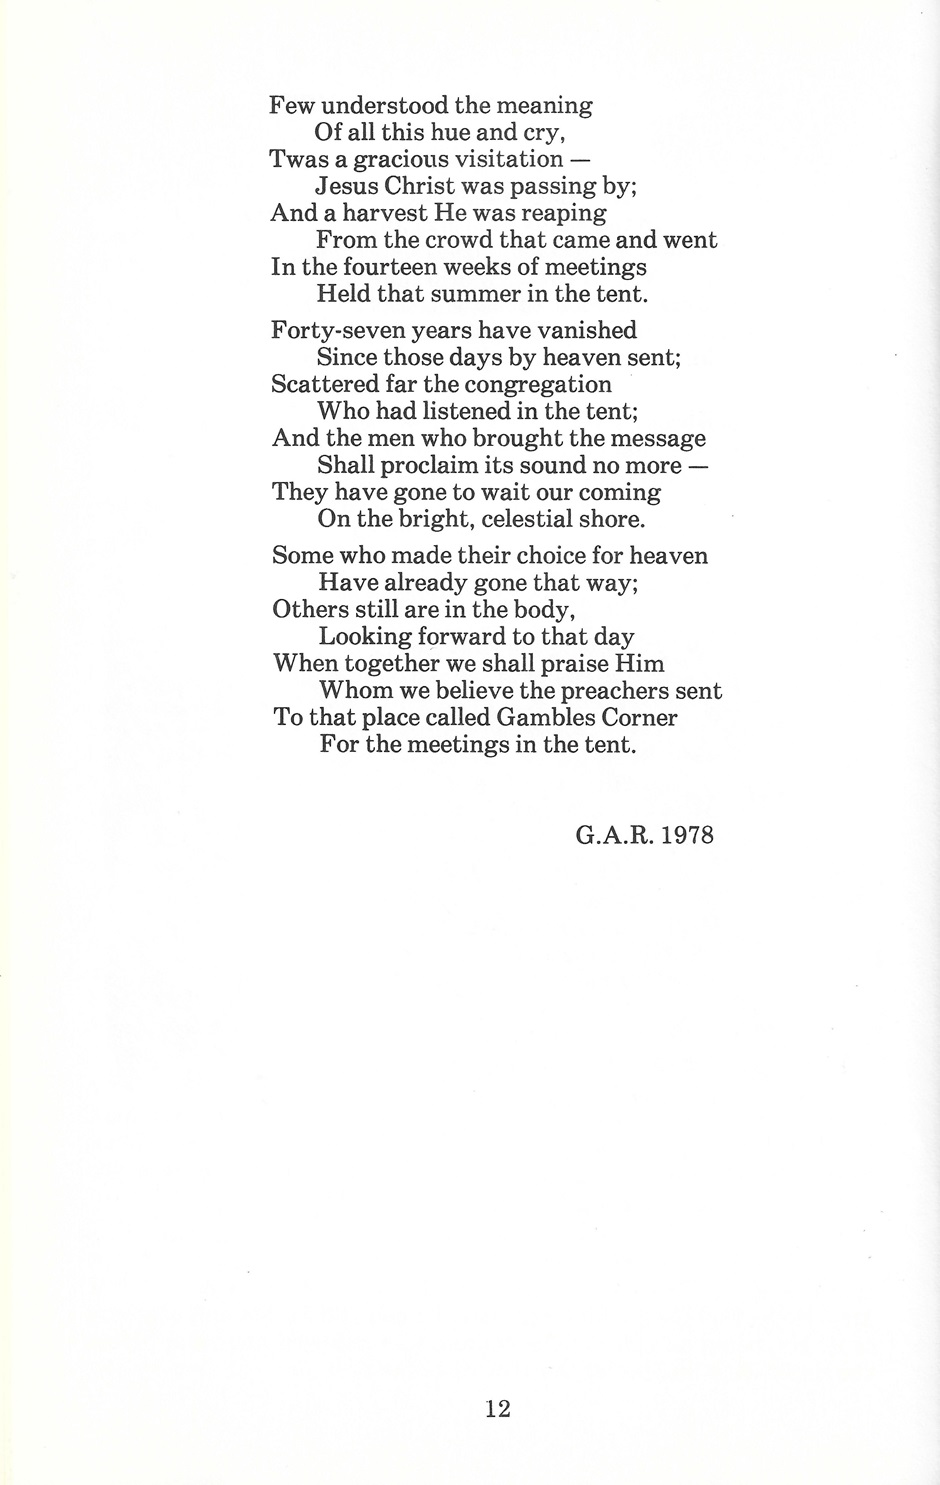 Few understood the meaning
Of all this hue and cry,
Twas a gracious visitation —
Jesus Christ was passing by;
And a harvest He was reaping
From the crowd that came and went
In the fourteen weeks of meetings
Held that summer in the tent.
Forty-seven years have vanished
Since those days by heaven sent;
Scattered far the congregation
Who had listened in the tent;
And the men who brought the message
Shall proclaim its sound no more —
They have gone to wait our coming
On the bright, celestial shore.
Some who made their choice for heaven
Have already gone that way;
Others still are in the body,
Looking forward to that day
When together we shall praise Him
Whom we believe the preachers sent
To that place called Gambles Corner
For the meetings in the tent.
G.A.R. 1978
12